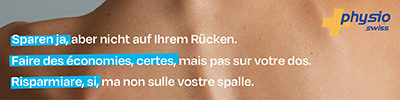 physio
swiss
Sparen ja, aber nicht auf Ihrem Rücken.
Faire des économies, certes, mais pas sur votre dos.
Risparmiare, si, ma non sulle vostre spalle.